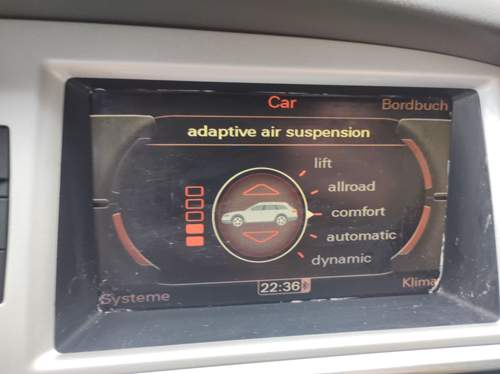 Car
Bordbuch
adaptive air suspension
lift
allroad
comfort
automatic
dynamic
22:36
Systeme
Klima